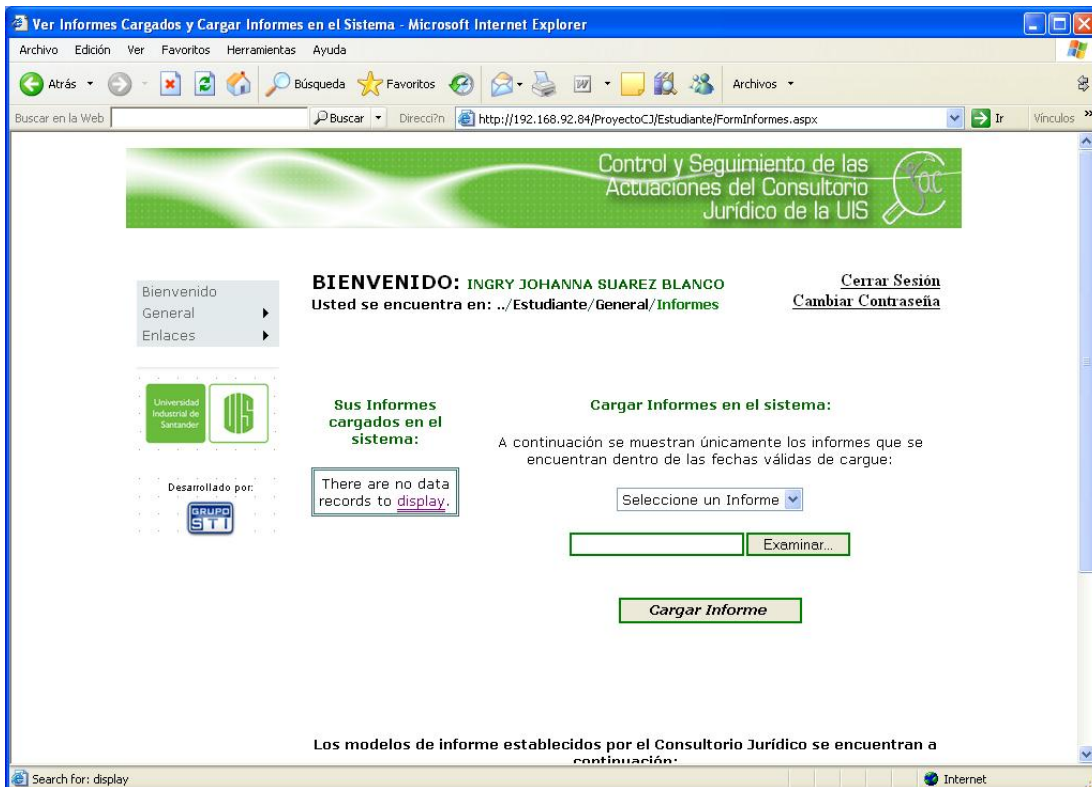 Ver Informes Cargados y Cargar Informes en el Sistema - Microsoft Internet Explorer
Archivo Edición Ver Favoritos Herramientas Ayuda
Atrás Búsqueda Favoritos Archivos
Buscar en la Web Buscar Direcci?n http://192.168.92.84/ProyectoCJ/Estudiante/FormInformes.aspx Ir Vínculos »
Control y Seguimiento de las
Actuaciones del Consultorio
Jurídico de la UIS
BIENVENIDO: INGRY JOHANNA SUAREZ BLANCO
Usted se encuentra en: ../Estudiante/General/Informes
Cerrar Sesión
Cambiar Contraseña
Bienvenido
General
Enlaces
Universidad
Industrial de
Santander
UIS
Desarrollado por:
GRUPO
STI
Sus Informes
cargados en el
sistema:
There are no data
records to display.
Cargar Informes en el sistema:
A continuación se muestran únicamente los informes que se
encuentran dentro de las fechas válidas de cargue:
Seleccione un Informe
Examinar...
Cargar Informe
Los modelos de informe establecidos por el Consultorio Jurídico se encuentran a
continuación:
Search for: display
Internet